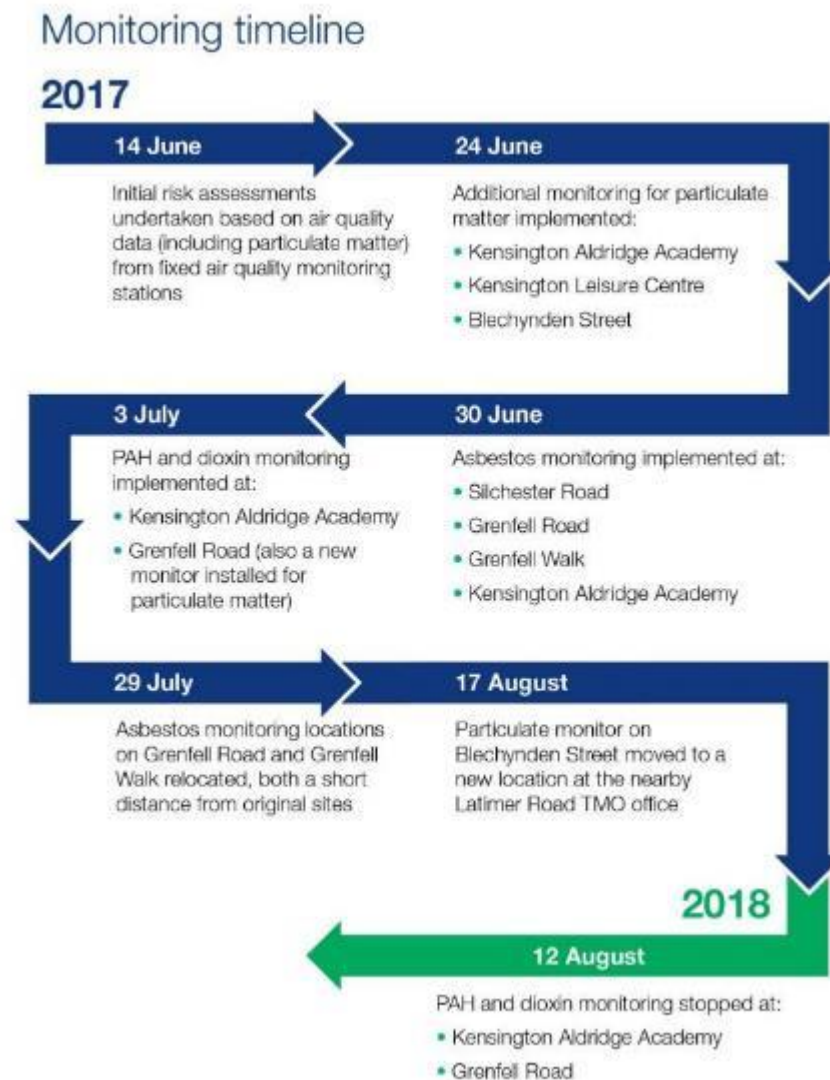 Monitoring timeline
2017
14 June
Initial risk assessments
undertaken based on air quality
data (including particulate matter)
from fixed air quality monitoring
stations
24 June
Additional monitoring for particulate
matter implemented:
• Kensington Aldridge Academy
• Kensington Leisure Centre
• Blechynden Street
30 June
Asbestos monitoring implemented at:
• Silchester Road
• Grenfell Road
• Grenfell Walk
• Kensington Aldridge Academy
3 July
PAH and dioxin monitoring
implemented at:
• Kensington Aldridge Academy
• Grenfell Road (also a new
monitor installed for
particulate matter)
29 July
Asbestos monitoring locations
on Grenfell Road and Grenfell
Walk relocated, both a short
distance from original sites
17 August
Particulate monitor on
Blechynden Street moved to a
new location at the nearby
Latimer Road TMO office
2018
12 August
PAH and dioxin monitoring stopped at:
• Kensington Aldridge Academy
• Grenfell Road